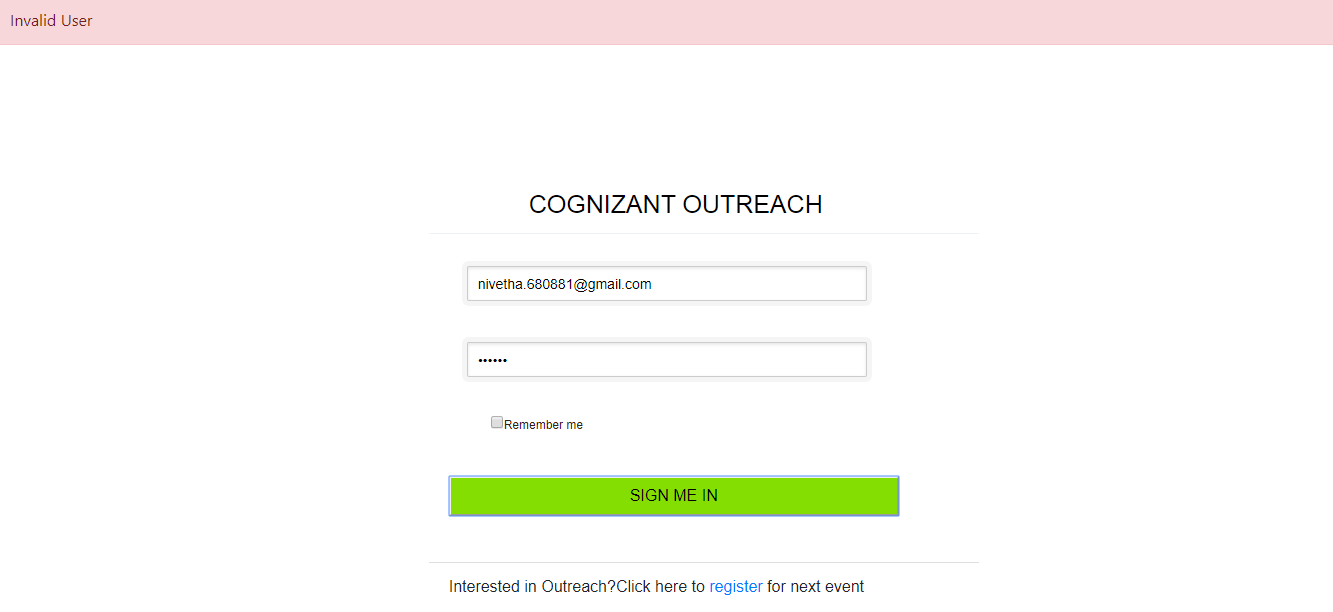 Invalid User
COGNIZANT OUTREACH
nivetha.680881@gmail.com
••••••
Remember me
SIGN ME IN
Interested in Outreach?Click here to register for next event